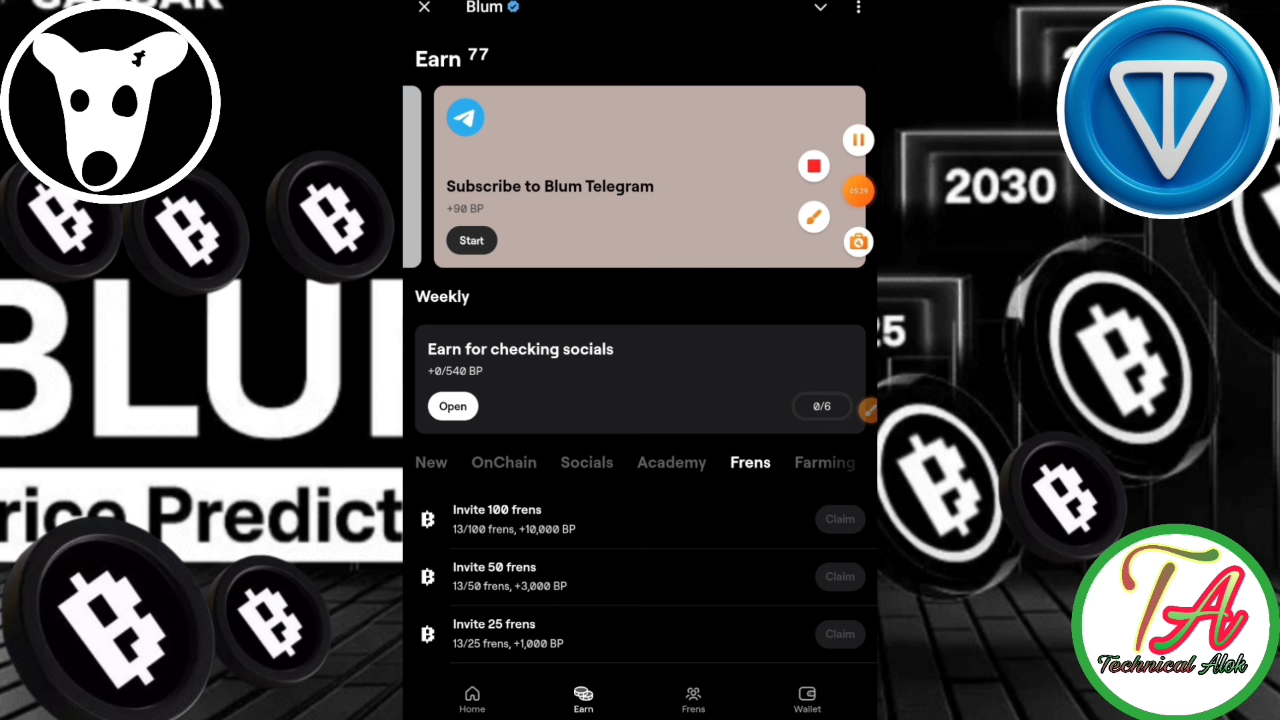 Blum
Earn 77
Subscribe to Blum Telegram
+90 BP
Start
05:29
Weekly
Earn for checking socials
+0/540 BP
Open
0/6
New OnChain Socials Academy Frens Farming
Invite 100 frens
13/100 frens, +10,000 BP
Claim
Invite 50 frens
13/50 frens, +3,000 BP
Claim
Invite 25 frens
13/25 frens, +1,000 BP
Claim
Home Earn Frens Wallet
BLU
rice Predict
2030
25
TA
Technical Alok